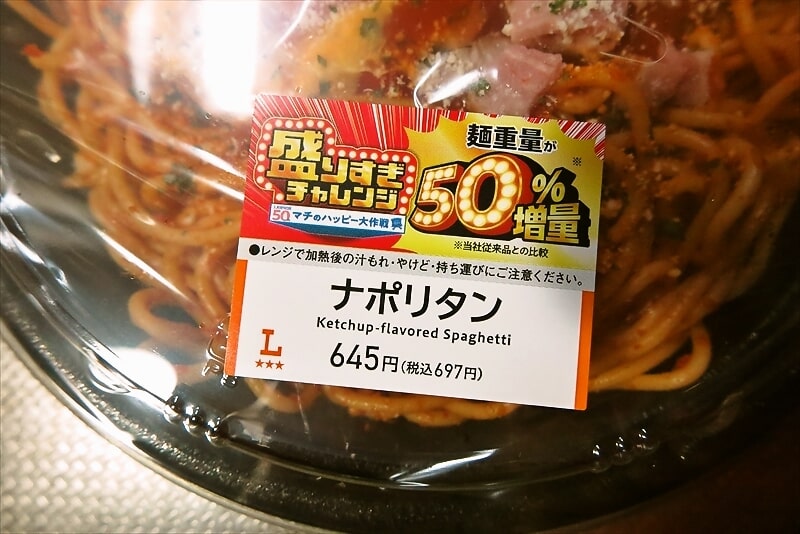 盛りすぎ
チャレンジ
LAWSON
50th マチのハッピー大作戦
麺重量が
50%※
増量
※当社従来品との比較
●レンジで加熱後の汁もれ・やけど・持ち運びにご注意ください。
ナポリタン
Ketchup-flavored Spaghetti
L
★★★
645円(税込697円)